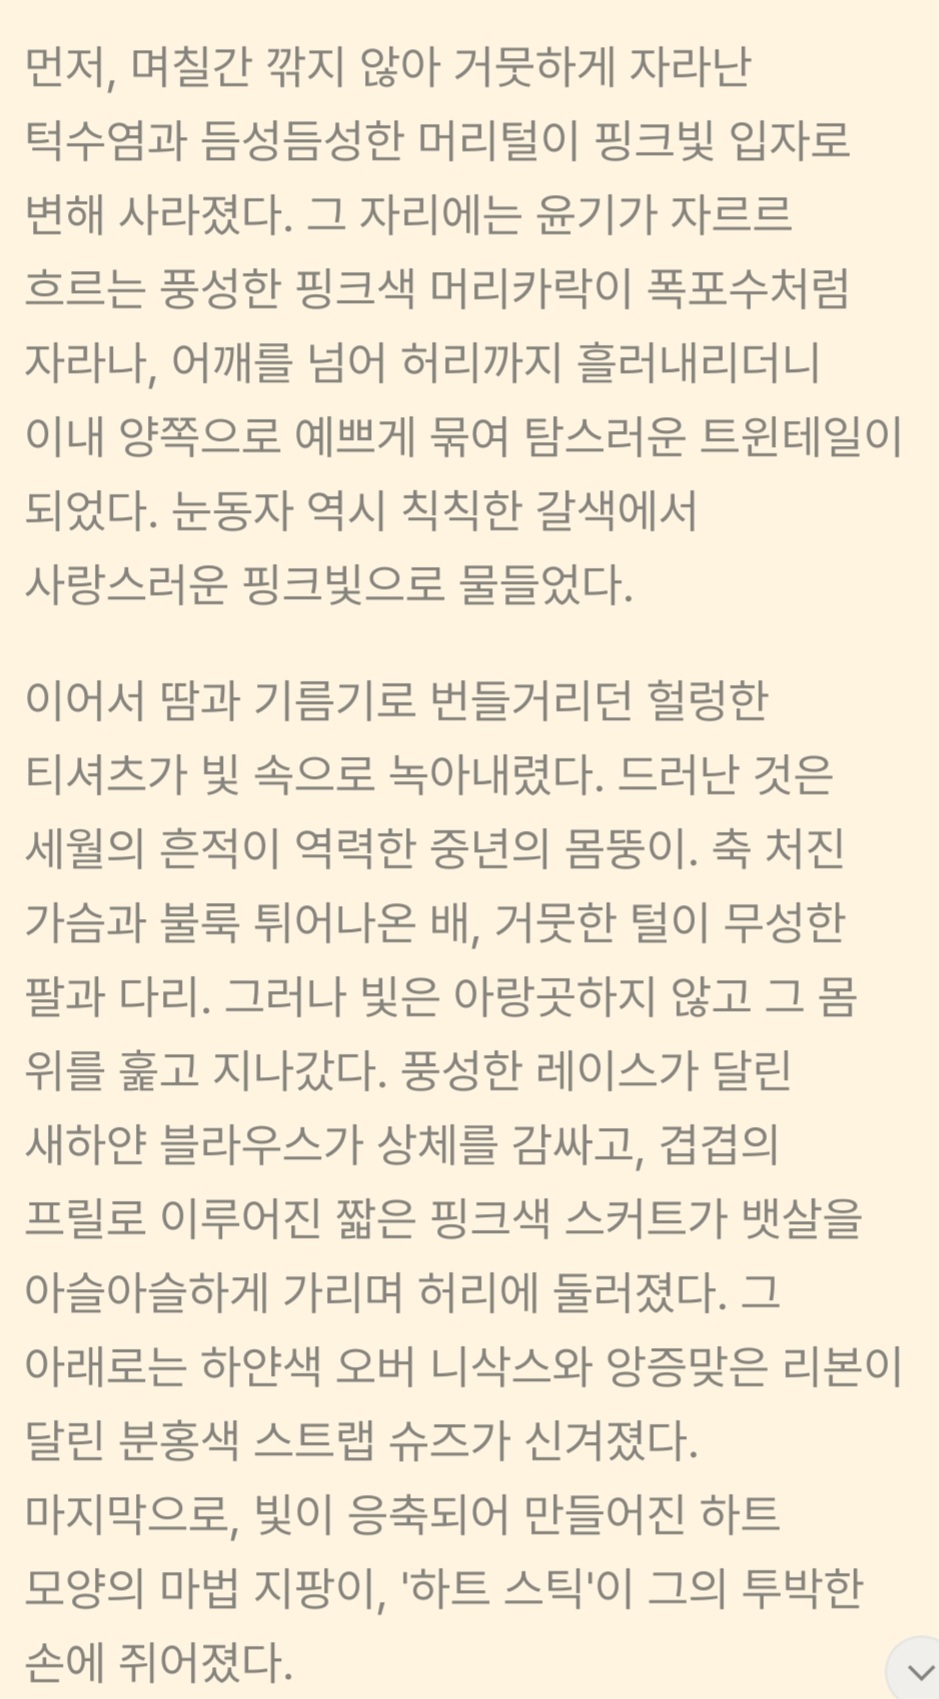 먼저, 며칠간 깎지 않아 거뭇하게 자라난
턱수염과 듬성듬성한 머리털이 핑크빛 입자로
변해 사라졌다. 그 자리에는 윤기가 자르르
흐르는 풍성한 핑크색 머리카락이 폭포수처럼
자라나, 어깨를 넘어 허리까지 흘러내리더니
이내 양쪽으로 예쁘게 묶여 탐스러운 트윈테일이
되었다. 눈동자 역시 칙칙한 갈색에서
사랑스러운 핑크빛으로 물들었다.
이어서 땀과 기름기로 번들거리던 헐렁한
티셔츠가 빛 속으로 녹아내렸다. 드러난 것은
세월의 흔적이 역력한 중년의 몸뚱이. 축 처진
가슴과 불룩 튀어나온 배, 거뭇한 털이 무성한
팔과 다리. 그러나 빛은 아랑곳하지 않고 그 몸
위를 훑고 지나갔다. 풍성한 레이스가 달린
새하얀 블라우스가 상체를 감싸고, 겹겹의
프릴로 이루어진 짧은 핑크색 스커트가 뱃살을
아슬아슬하게 가리며 허리에 둘러졌다. 그
아래로는 하얀색 오버 니삭스와 앙증맞은 리본이
달린 분홍색 스트랩 슈즈가 신겨졌다.
마지막으로, 빛이 응축되어 만들어진 하트
모양의 마법 지팡이, '하트 스틱'이 그의 투박한
손에 쥐어졌다.